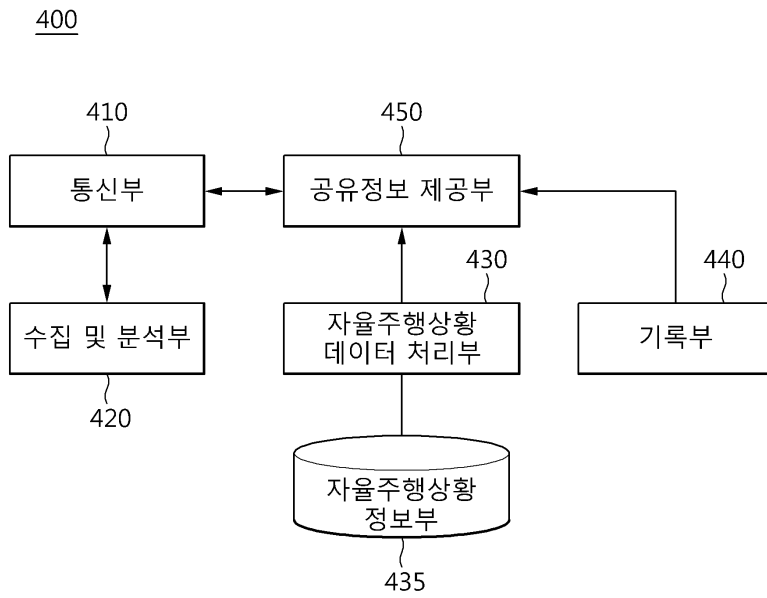 400
410
450
통신부
공유정보 제공부
430
440
수집 및 분석부
자율주행상황
데이터 처리부
기록부
420
자율주행상황
정보부
435